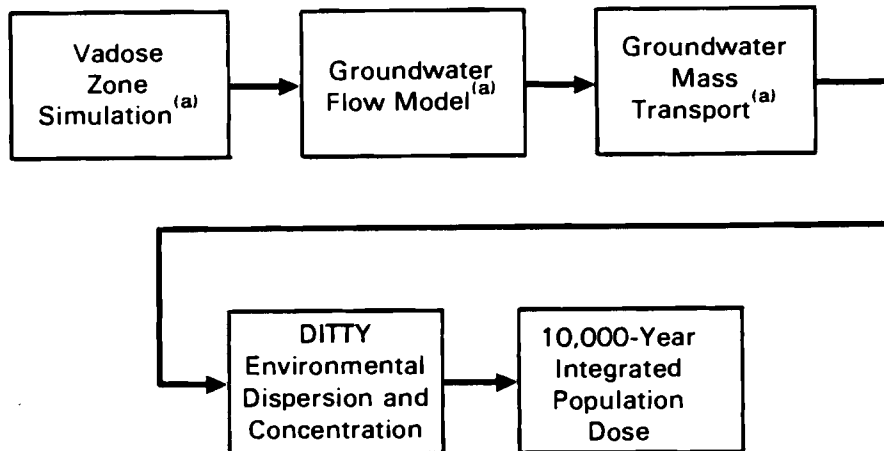 Vadose
Zone
Simulation(a)
Groundwater
Flow Model(a)
Groundwater
Mass
Transport(a)
DITTY
Environmental
Dispersion and
Concentration
10,000-Year
Integrated
Population
Dose